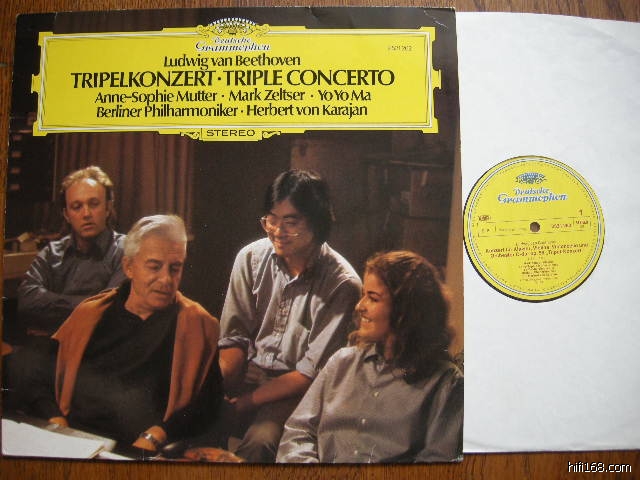 Deutsche
Grammophon
Ludwig van Beethoven
TRIPELKONZERT · TRIPLE CONCERTO
Anne-Sophie Mutter · Mark Zeltser · Yo Yo Ma
Berliner Philharmoniker · Herbert von Karajan
STEREO
Deutsche
Grammophon
1
hifi168.com